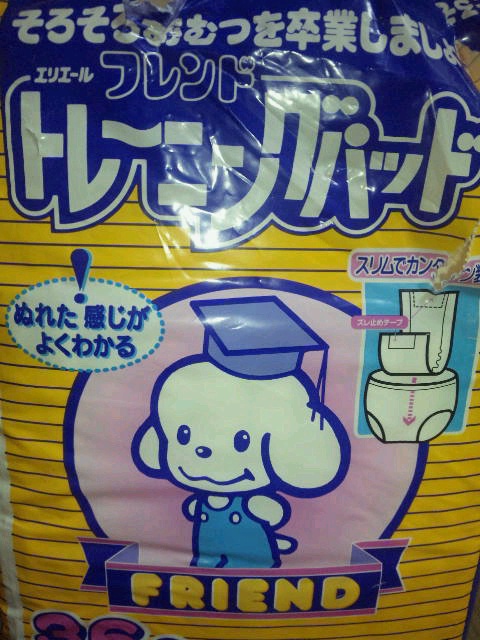 そろそろおむつを卒業しましょ
エリエール フレンド
トレーニングパッド
スリムでカンタ
ズレ止めテープ
ぬれた感じが
よくわかる
FRIEND
36